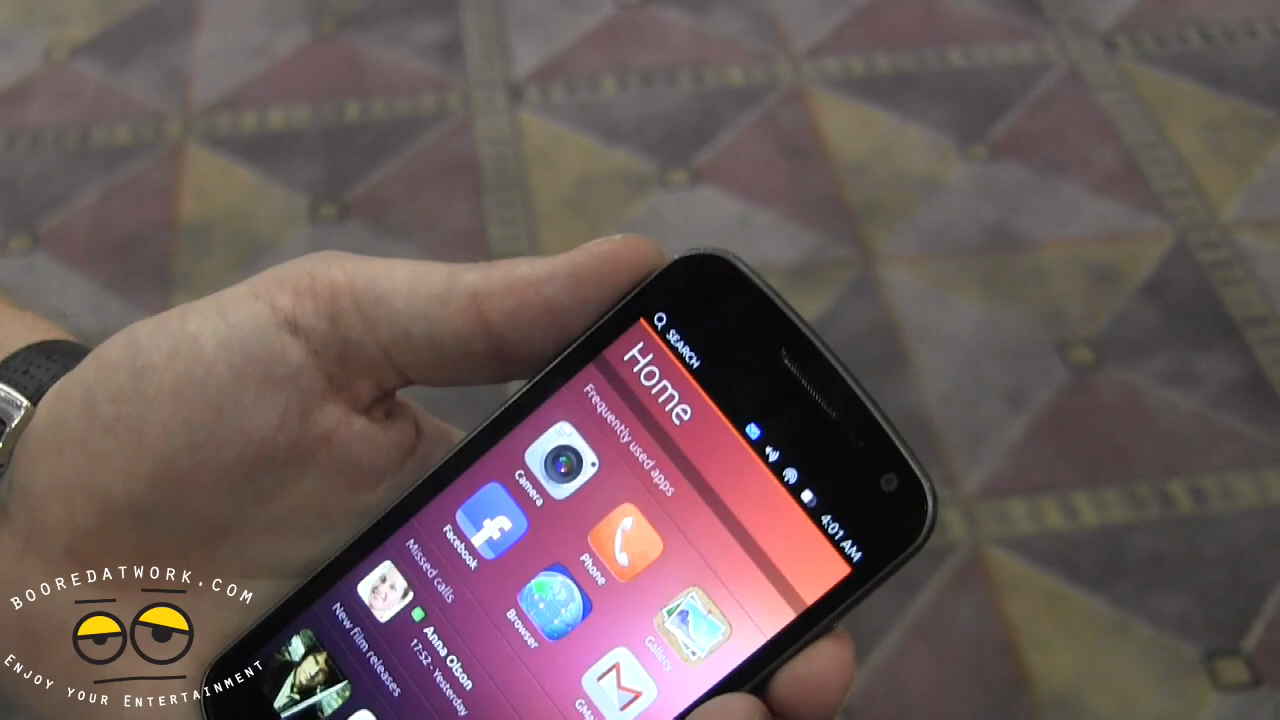 SEARCH
4:01 AM
Home
Frequently used apps
Camera
Phone
Gallery
Facebook
Browser
Missed calls
Anna Olson
17:52 - Yesterday
New film releases
BOOREDATWORK.COM
ENJOY YOUR ENTERTAINMENT